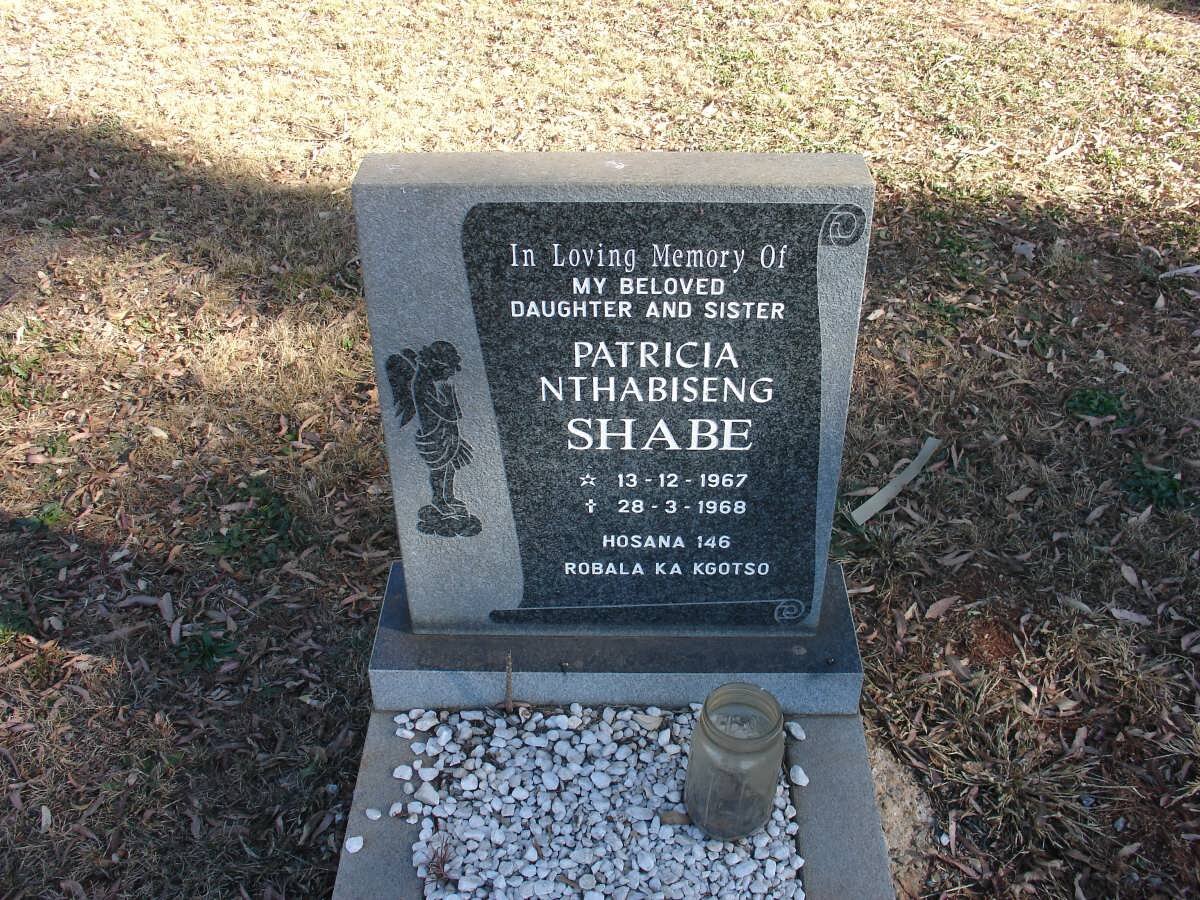 In Loving Memory Of
MY BELOVED
DAUGHTER AND SISTER
PATRICIA
NTHABISENG
SHABE
☆ 13-12-1967
✝ 28-3-1968
HOSANA 146
ROBALA KA KGOTSO